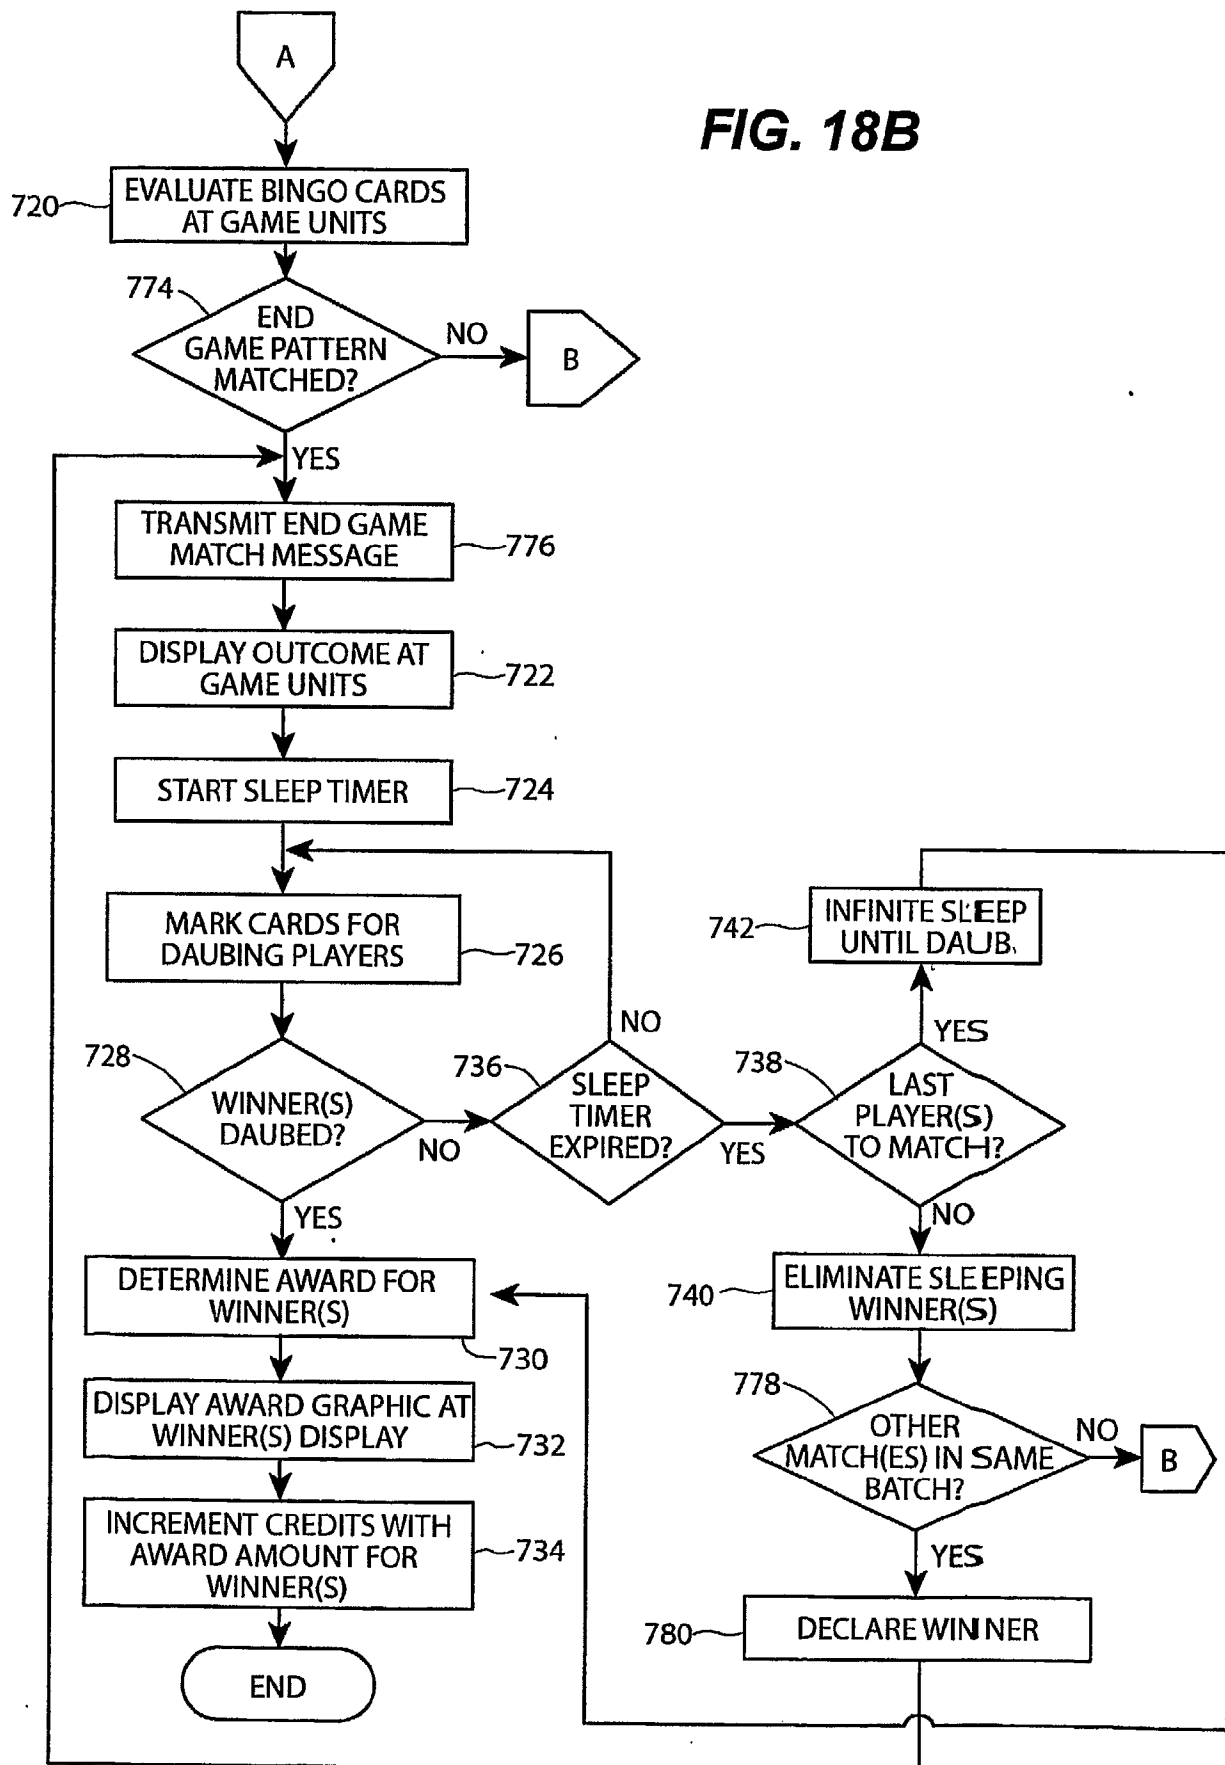 A
FIG. 18B
EVALUATE BINGO CARDS
AT GAME UNITS
720
774
END
GAME PATTERN
MATCHED?
NO
B
YES
TRANSMIT END GAME
MATCH MESSAGE
776
DISPLAY OUTCOME AT
GAME UNITS
722
START SLEEP TIMER
724
MARK CARDS FOR
DAUBING PLAYERS
726
742
INFINITE SLEEP
UNTIL DAUB.
NO
YES
728
WINNER(S)
DAUBED?
NO
736
SLEEP
TIMER
EXPIRED?
YES
738
LAST
PLAYER(S)
TO MATCH?
YES
NO
DETERMINE AWARD FOR
WINNER(S)
730
740
ELIMINATE SLEEPING
WINNER(S)
DISPLAY AWARD GRAPHIC AT
WINNER(S) DISPLAY
732
778
OTHER
MATCH(ES) IN SAME
BATCH?
NO
B
INCREMENT CREDITS WITH
AWARD AMOUNT FOR
WINNER(S)
734
YES
780
DECLARE WINNER
END